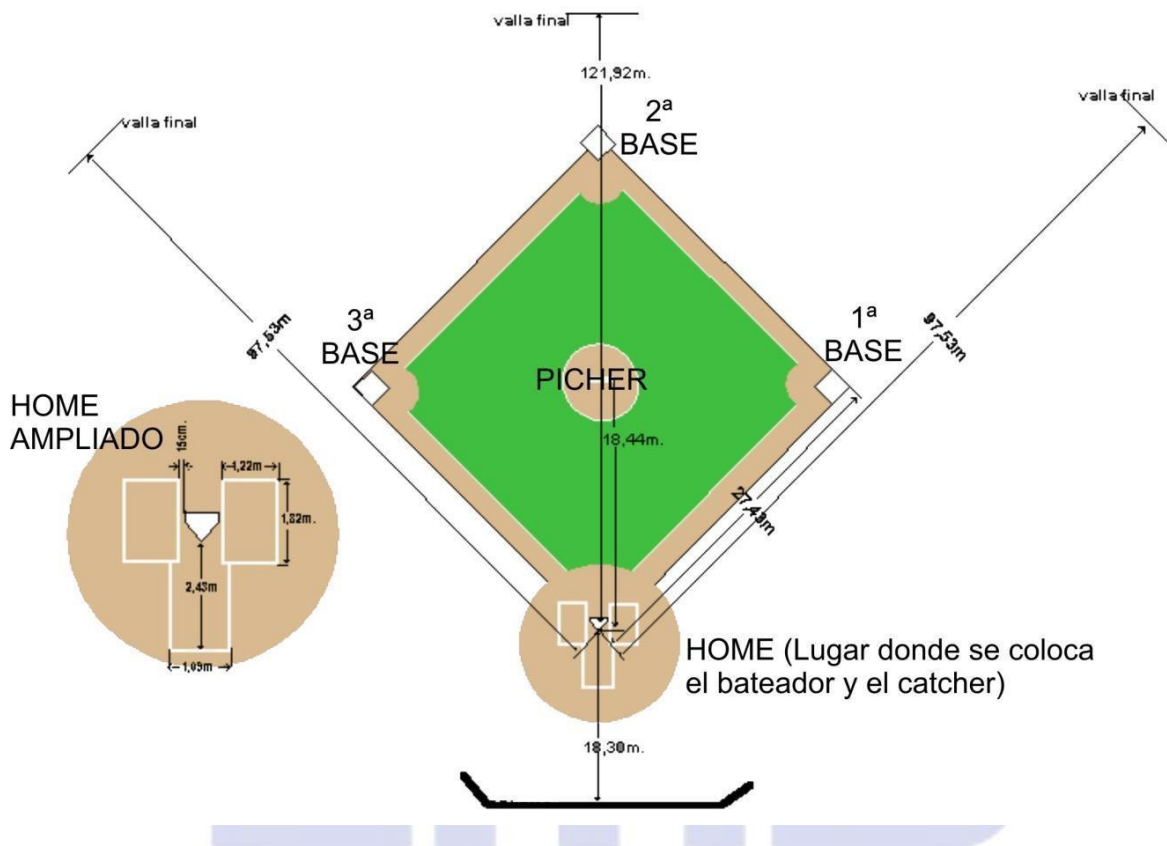 valla final
121,92m.
valla final
valla final
2ª
BASE
3ª
BASE
1ª
BASE
97,53m
97,53m
PICHER
18,44m.
27,43m
HOME
AMPLIADO
15cm.
1,22m
1,82m.
2,43m
1,09m
HOME (Lugar donde se coloca
el bateador y el catcher)
18,30m.